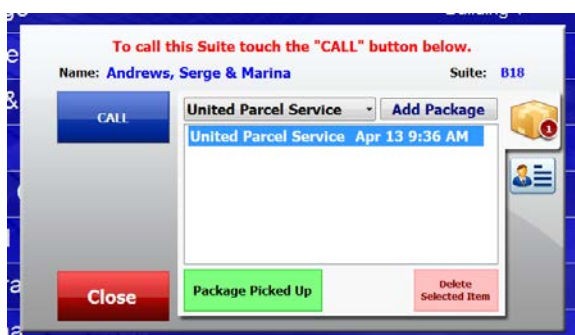 To call this Suite touch the "CALL" button below.
Name: Andrews, Serge & Marina Suite: B18
CALL
United Parcel Service
Add Package
1
United Parcel Service Apr 13 9:36 AM
Close
Package Picked Up
Delete
Selected Item